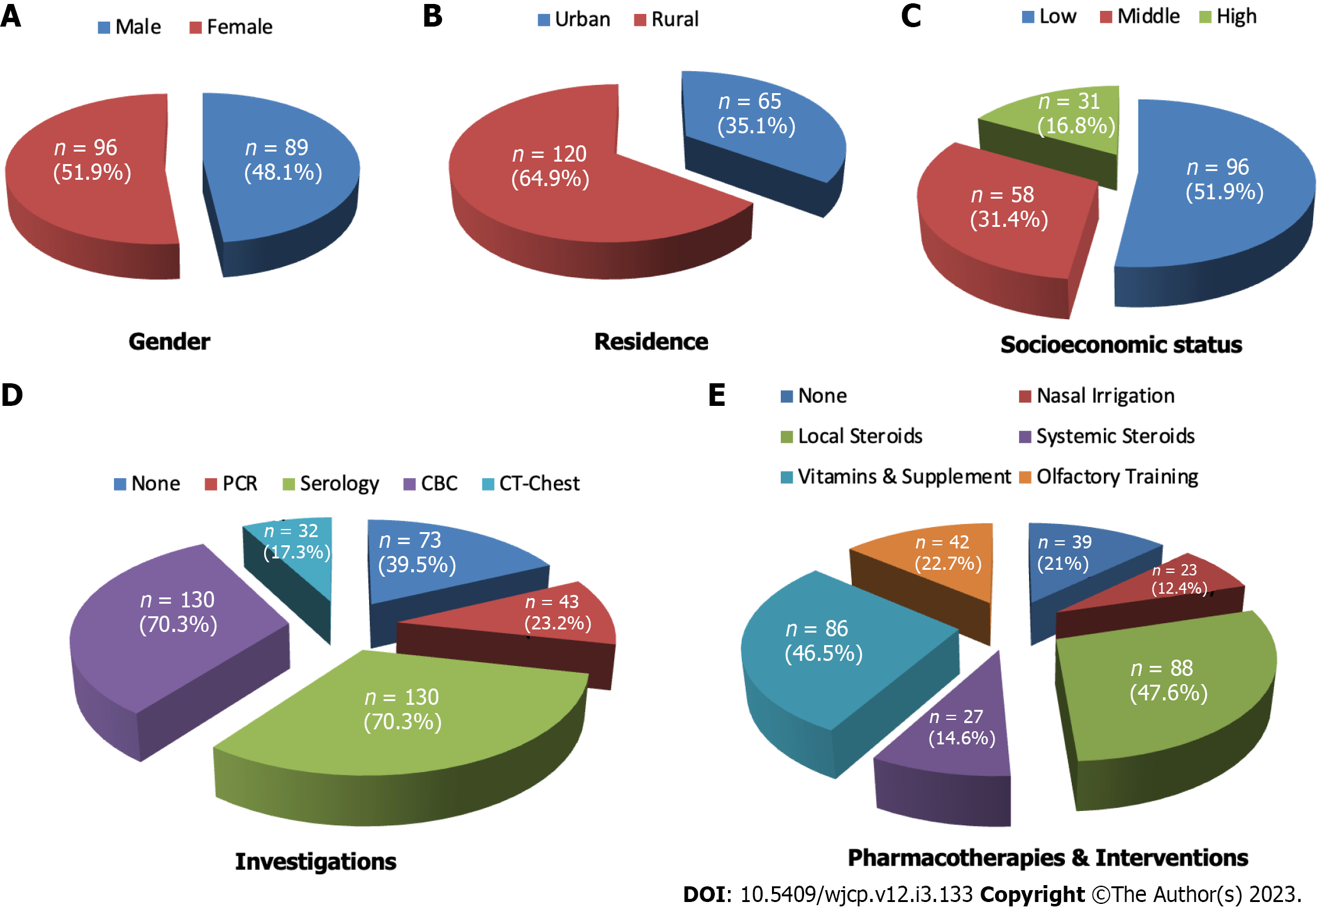 A
Male Female
n = 96
(51.9%)
n = 89
(48.1%)
Gender
B
Urban Rural
n = 65
(35.1%)
n = 120
(64.9%)
Residence
C
Low Middle High
n = 31
(16.8%)
n = 96
(51.9%)
n = 58
(31.4%)
Socioeconomic status
D
None PCR Serology CBC CT-Chest
n = 32
(17.3%)
n = 73
(39.5%)
n = 43
(23.2%)
n = 130
(70.3%)
n = 130
(70.3%)
Investigations
E
None Nasal Irrigation
Local Steroids Systemic Steroids
Vitamins & Supplement Olfactory Training
n = 42
(22.7%)
n = 39
(21%)
n = 23
(12.4%)
n = 86
(46.5%)
n = 88
(47.6%)
n = 27
(14.6%)
Pharmacotherapies & Interventions
DOI: 10.5409/wjcp.v12.i3.133 Copyright ©The Author(s) 2023.